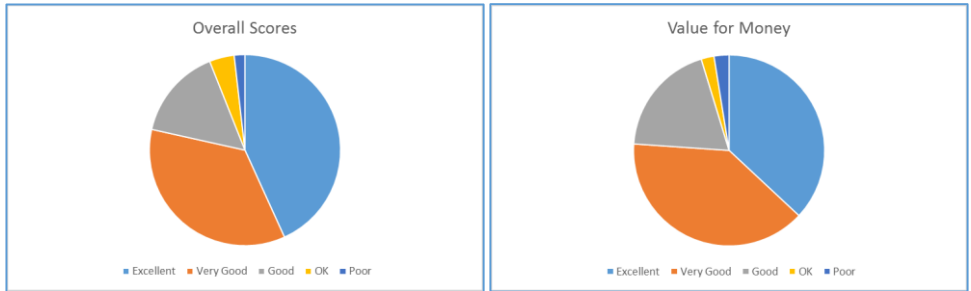 Overall Scores
Excellent Very Good Good OK Poor
Value for Money
Excellent Very Good Good OK Poor